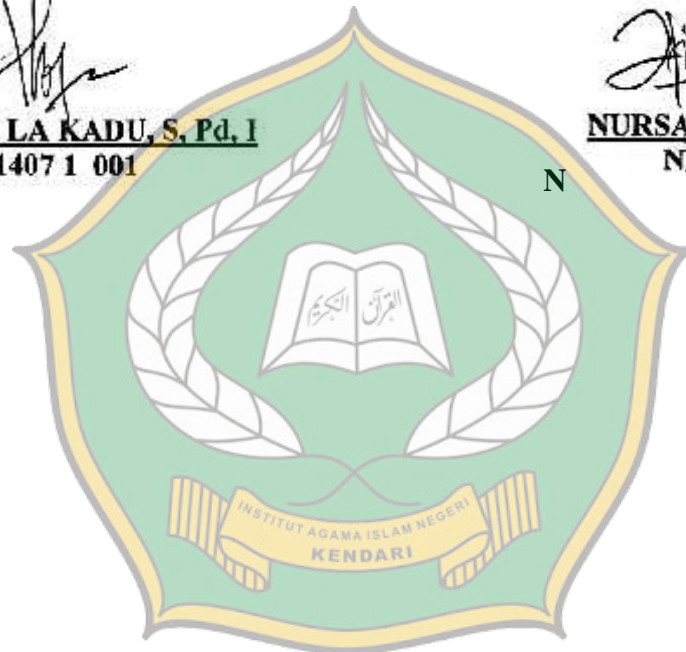 LA KADU, S, Pd, I
1407 1 001
NURSA
N
القرآن الكريم
INSTITUT AGAMA ISLAM NEGERI
KENDARI